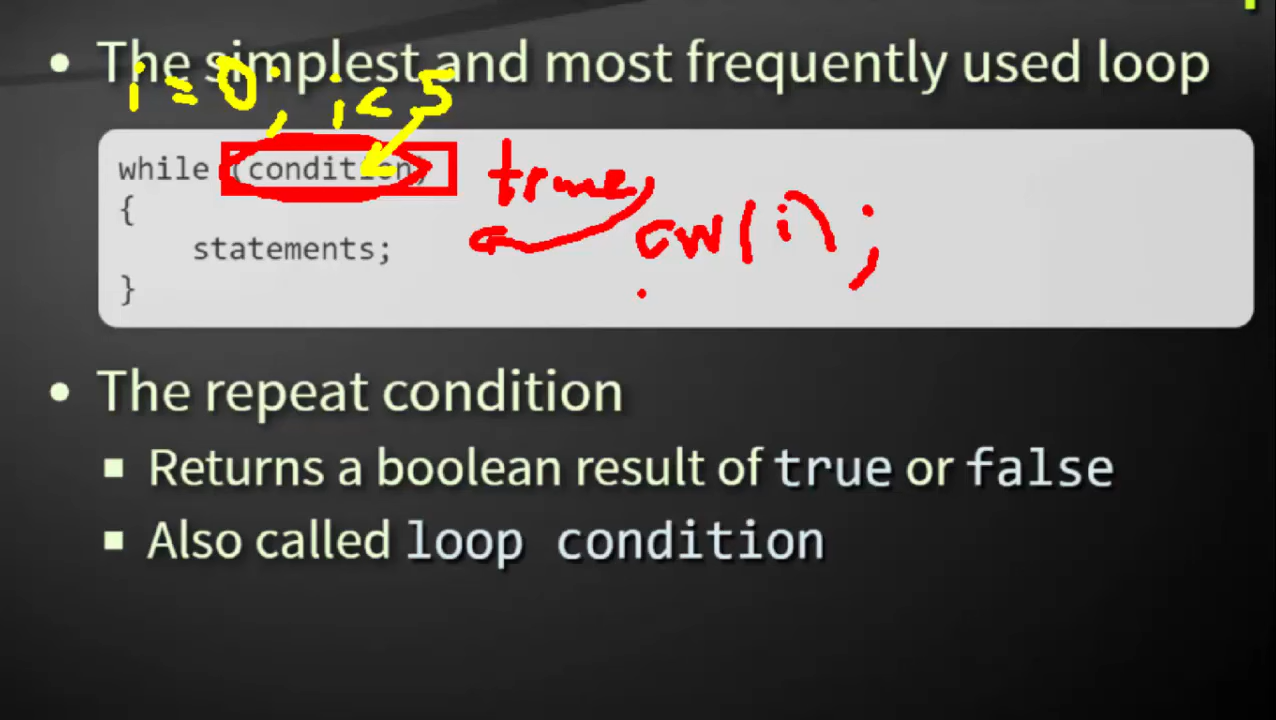 The simplest and most frequently used loop
i = 0; i < 5
while (condition)
true
{
cw(i);
statements;
}
The repeat condition
Returns a boolean result of true or false
Also called loop condition